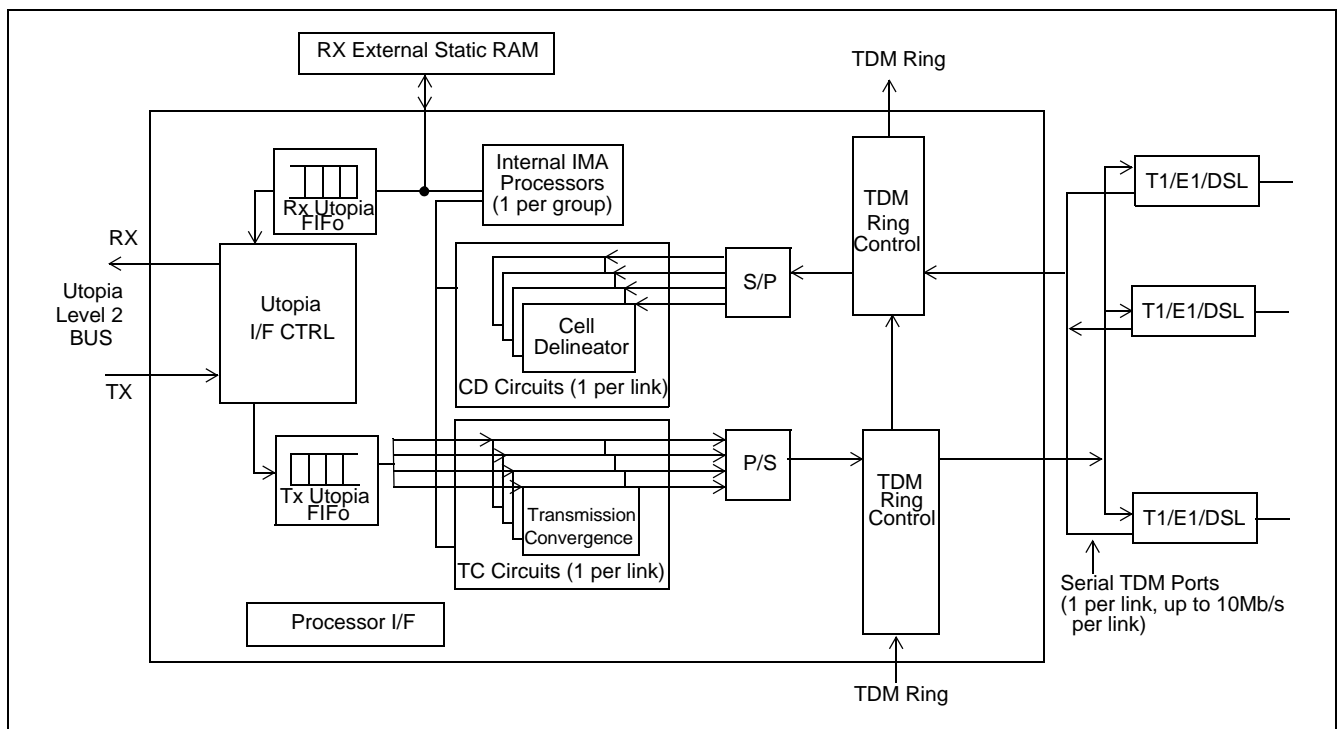 RX External Static RAM
TDM Ring
Rx Utopia
FIFo
Internal IMA
Processors
(1 per group)
TDM
Ring
Control
T1/E1/DSL
RX
Utopia
Level 2
BUS
TX
Utopia
I/F CTRL
Cell
Delineator
CD Circuits (1 per link)
S/P
T1/E1/DSL
Tx Utopia
FIFo
Transmission
Convergence
TC Circuits (1 per link)
P/S
TDM
Ring
Control
T1/E1/DSL
Serial TDM Ports
(1 per link, up to 10Mb/s
per link)
Processor I/F
TDM Ring